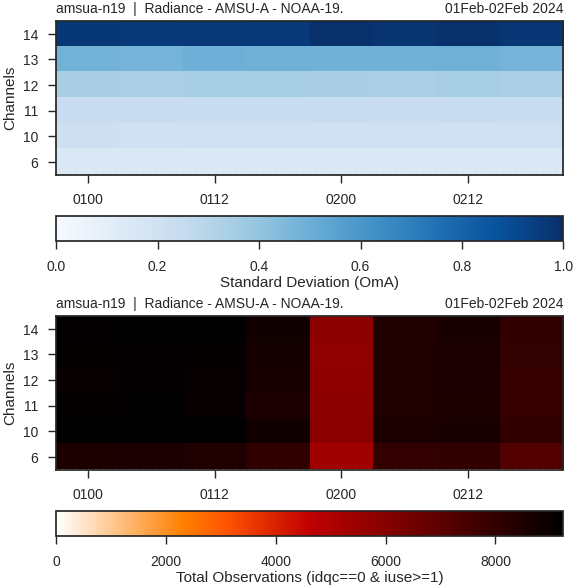 amsua-n19 | Radiance - AMSU-A - NOAA-19. 01Feb-02Feb 2024
Channels
14
13
12
11
10
6
0100 0112 0200 0212
0.0 0.2 0.4 0.6 0.8 1.0
Standard Deviation (OmA)
amsua-n19 | Radiance - AMSU-A - NOAA-19. 01Feb-02Feb 2024
Channels
14
13
12
11
10
6
0100 0112 0200 0212
0 2000 4000 6000 8000
Total Observations (idqc==0 & iuse>=1)